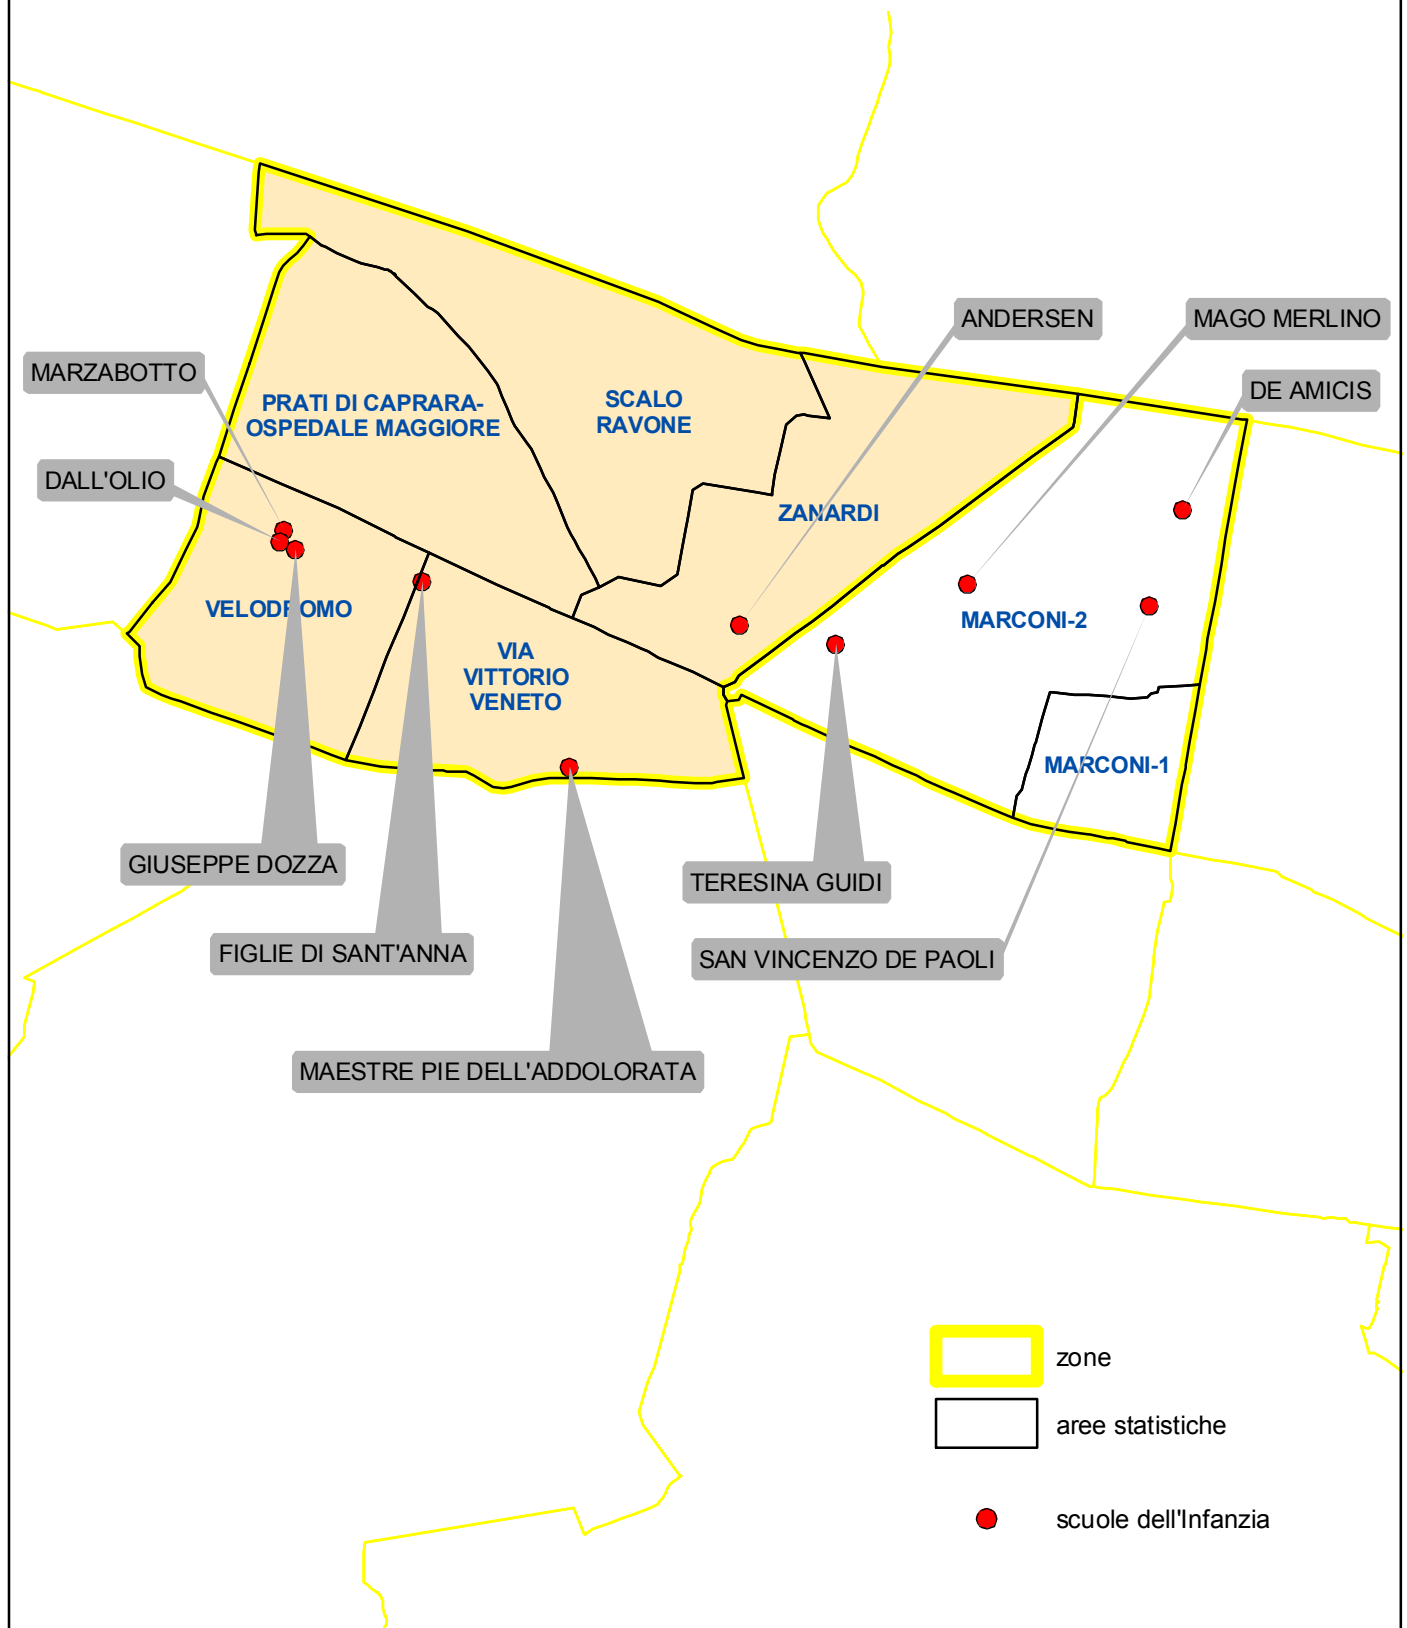 ANDERSEN
MAGO MERLINO
MARZABOTTO
DE AMICIS
PRATI DI CAPRARA-
OSPEDALE MAGGIORE
SCALO
RAVONE
DALL'OLIO
ZANARDI
VELODROMO
MARCONI-2
VIA
VITTORIO
VENETO
MARCONI-1
GIUSEPPE DOZZA
TERESINA GUIDI
FIGLIE DI SANT'ANNA
SAN VINCENZO DE PAOLI
MAESTRE PIE DELL'ADDOLORATA
zone
aree statistiche
scuole dell'Infanzia